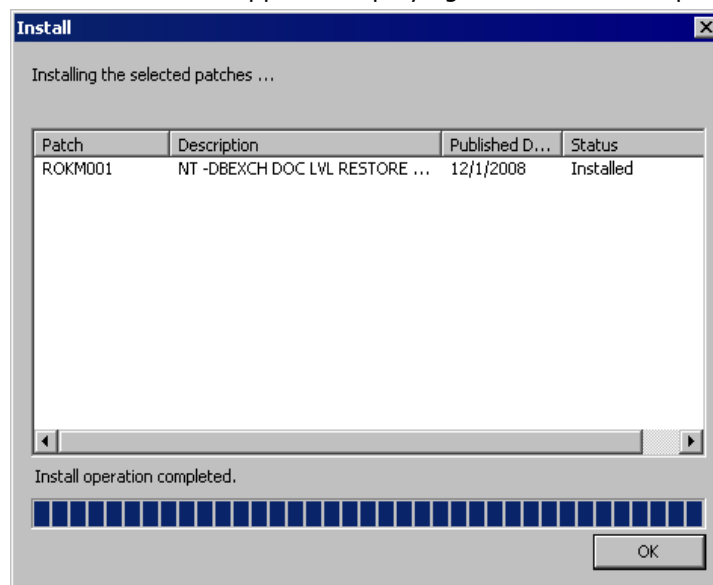 Install
Installing the selected patches ...
Patch Description Published D... Status
ROKM001 NT -DBEXCH DOC LVL RESTORE ... 12/1/2008 Installed
Install operation completed.
OK